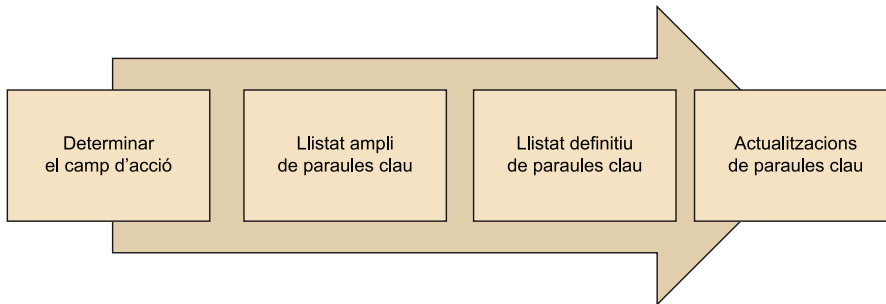 Determinar
el camp d'acció
Llistat ampli
de paraules clau
Llistat definitiu
de paraules clau
Actualitzacions
de paraules clau